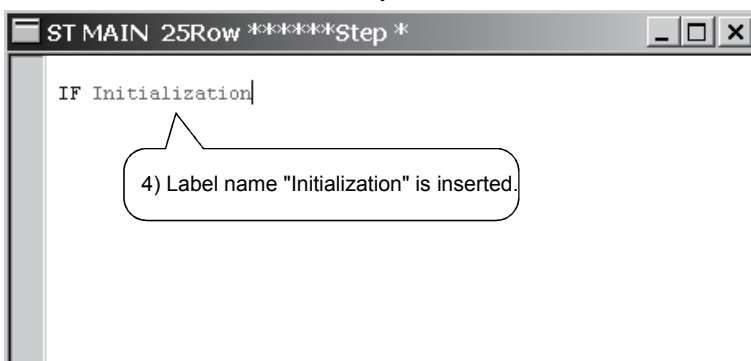 ST MAIN 25Row ******Step *
IF Initialization
4) Label name "Initialization" is inserted.